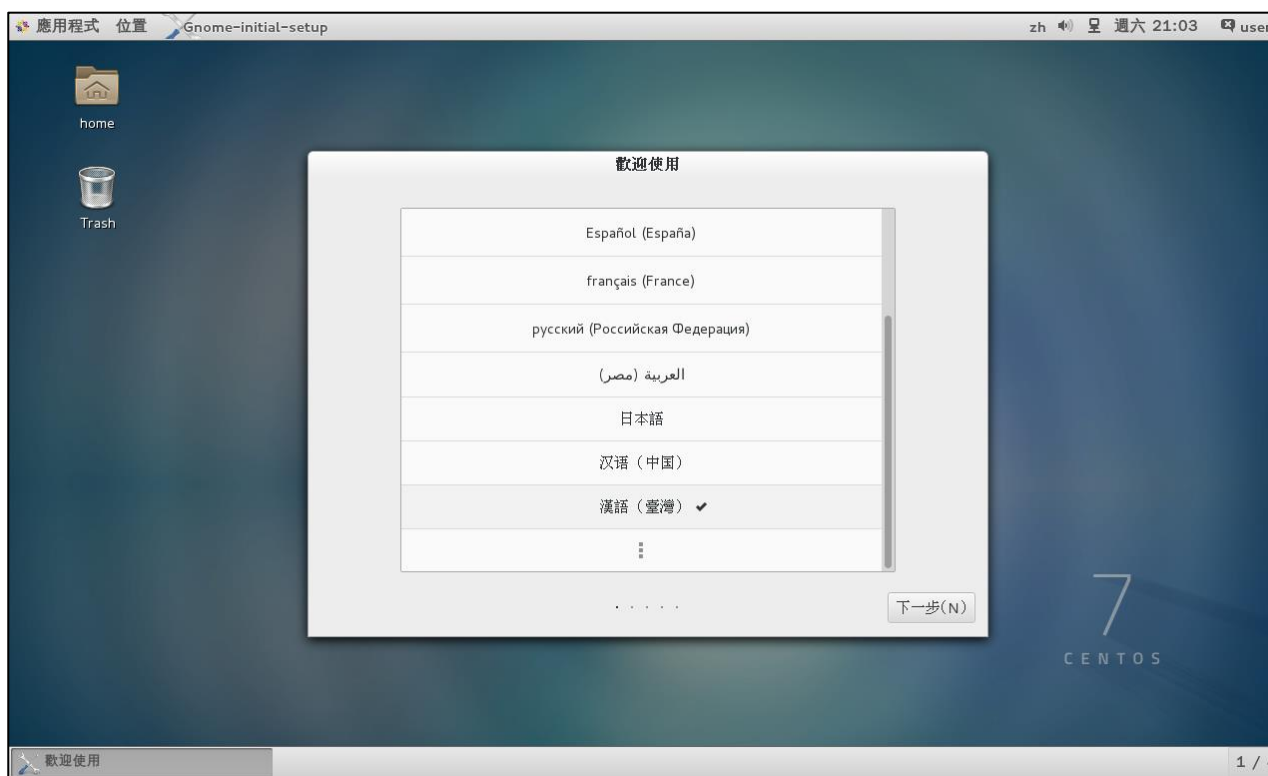 應用程式 位置 Gnome-initial-setup zh 週六 21:03 user
home
Trash
歡迎使用
Español (España)
français (France)
русский (Российская Федерация)
العربية (مصر)
日本語
汉语（中国）
漢語（臺灣）
下一步(N)
7
CENTOS
歡迎使用 1 /